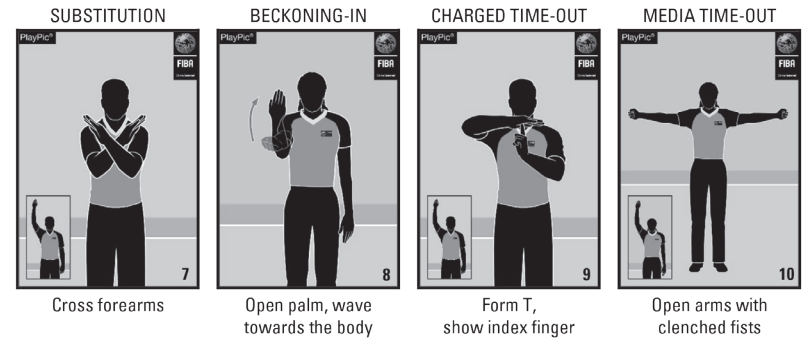 SUBSTITUTION
BECKONING-IN
CHARGED TIME-OUT
MEDIA TIME-OUT
PlayPic®
FIBA
7
PlayPic®
FIBA
8
PlayPic®
FIBA
9
PlayPic®
FIBA
10
Cross forearms
Open palm, wave
towards the body
Form T,
show index finger
Open arms with
clenched fists